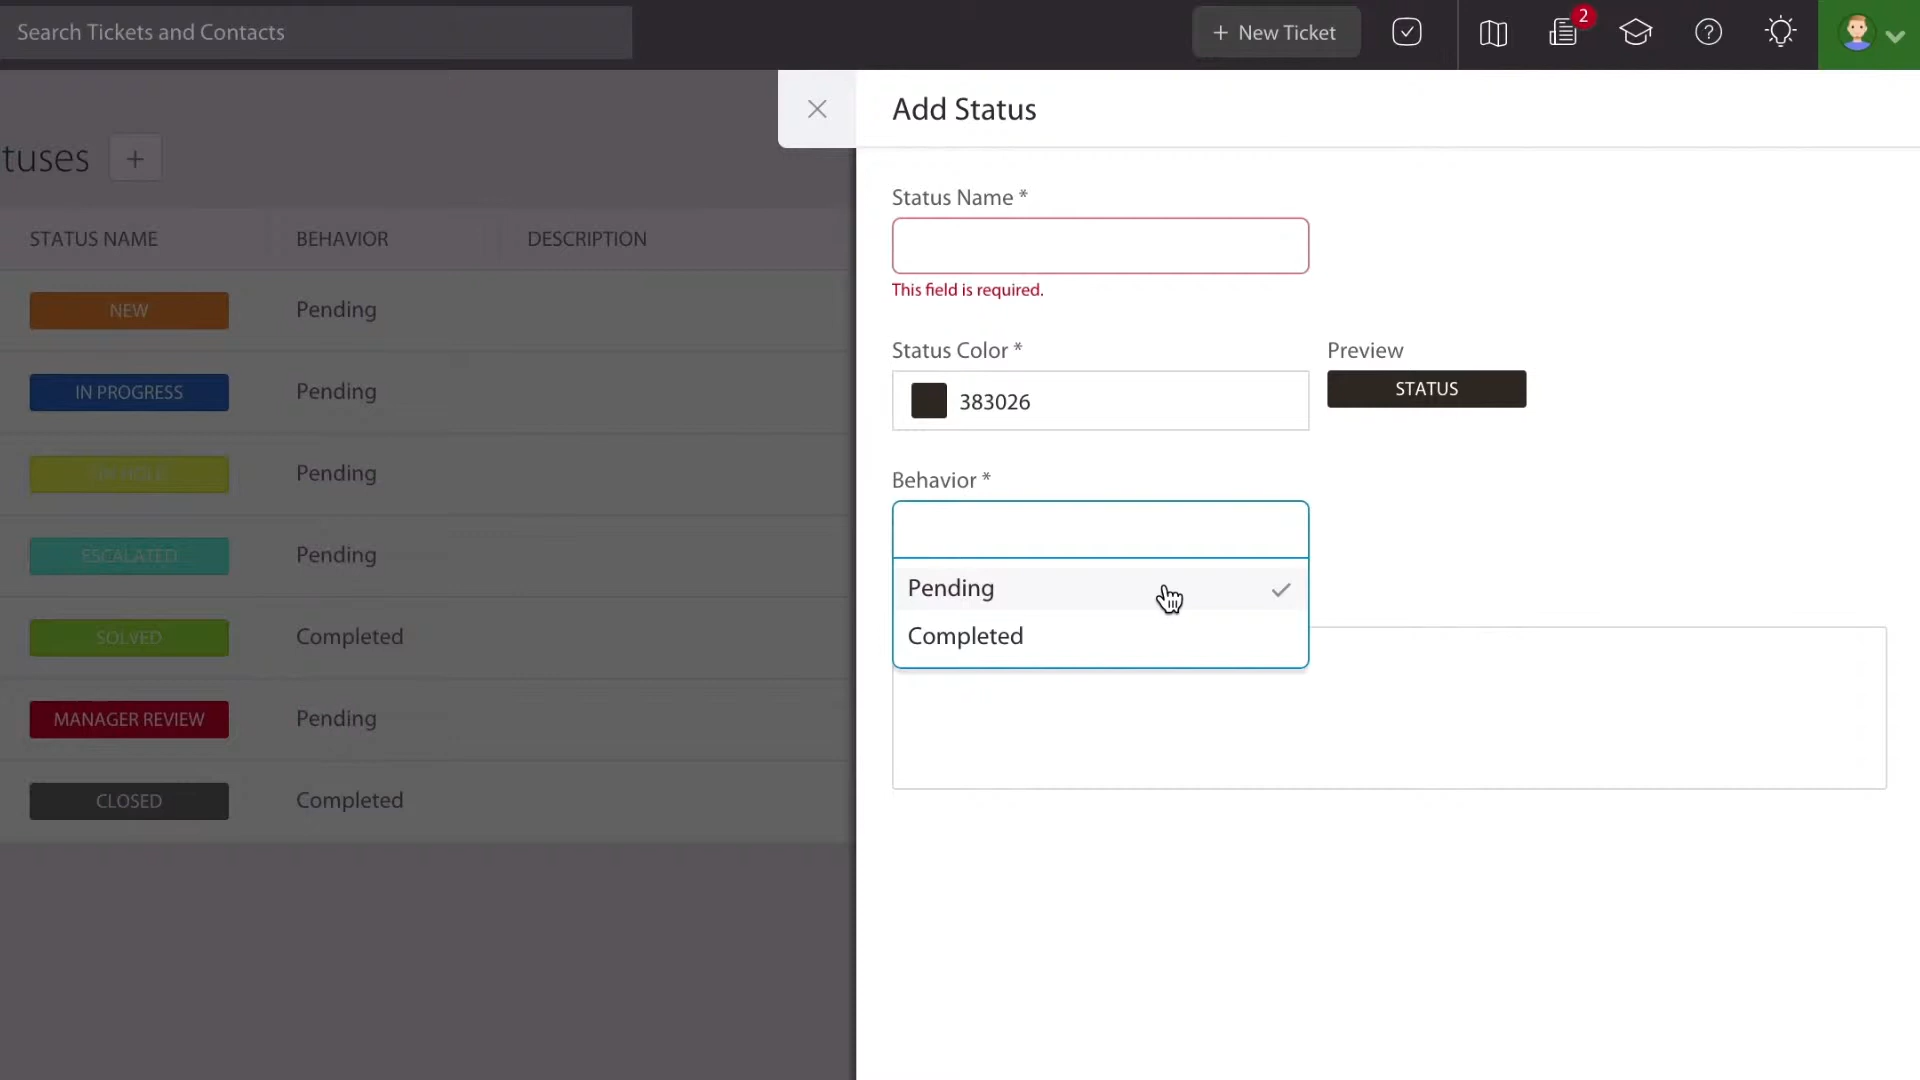 Search Tickets and Contacts
+ New Ticket
2
Add Status
tuses +
Status Name *
This field is required.
STATUS NAME BEHAVIOR DESCRIPTION
NEW Pending
IN PROGRESS Pending
Pending
ESCALATED Pending
SOLVED Completed
MANAGER REVIEW Pending
CLOSED Completed
Status Color *
383026
Preview
STATUS
Behavior *
Pending
Completed